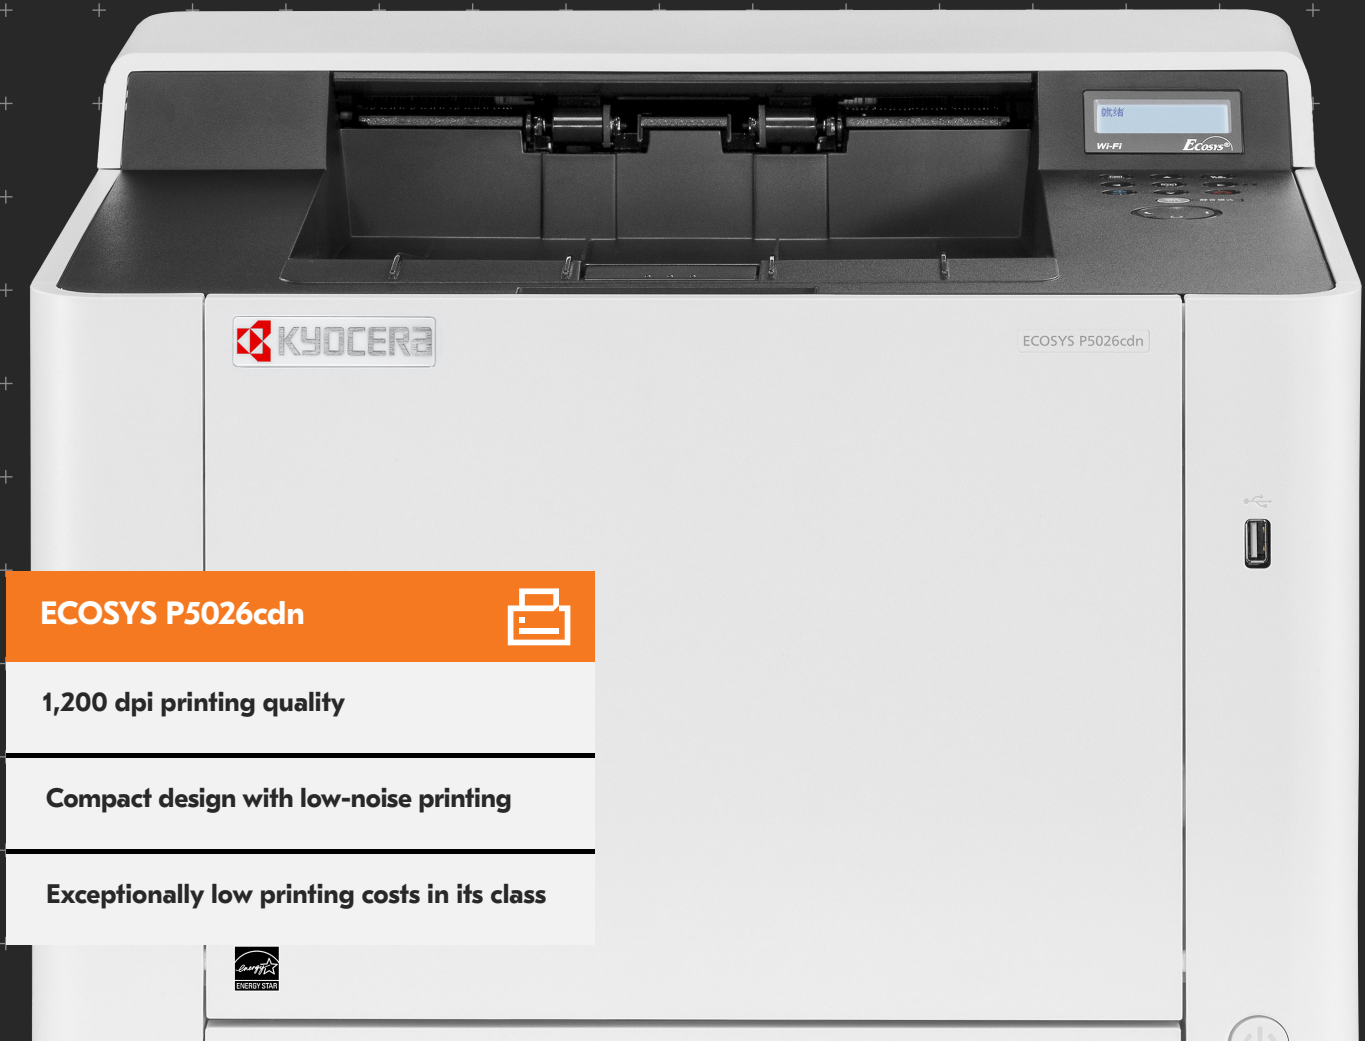 就绪
Wi-Fi
ECOSYS®
KYOCERA
ECOSYS P5026cdn
ECOSYS P5026cdn
1,200 dpi printing quality
Compact design with low-noise printing
Exceptionally low printing costs in its class
energy
ENERGY STAR